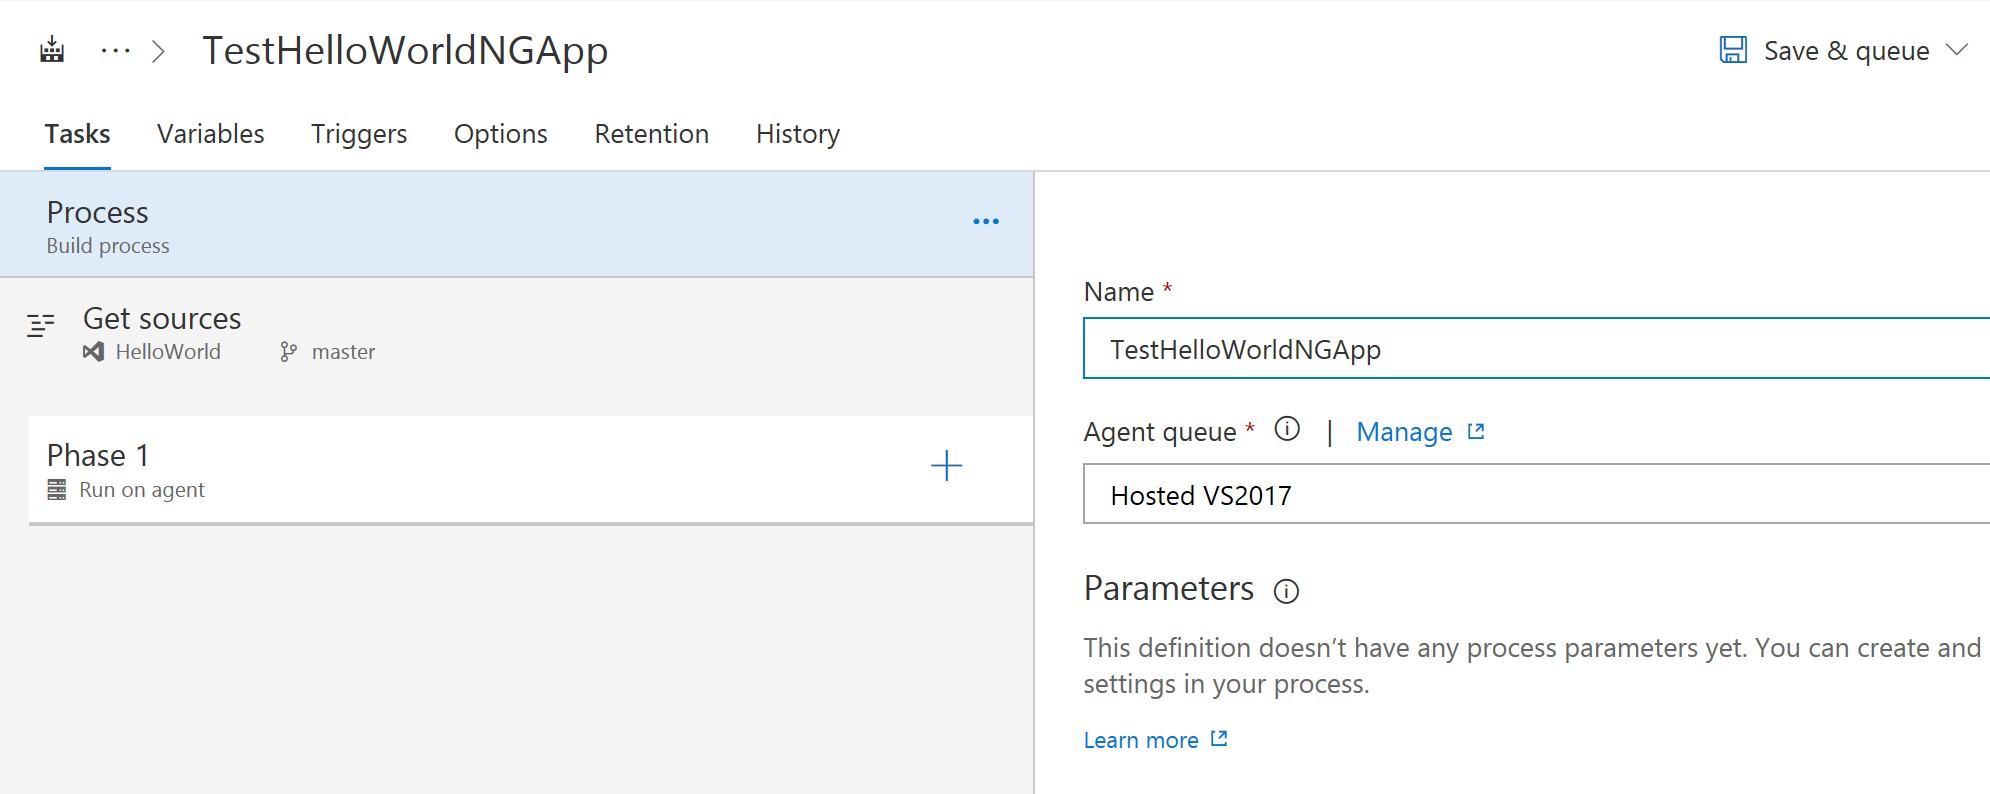 TestHelloWorldNGApp
Save & queue
Tasks Variables Triggers Options Retention History
Process
Build process
Get sources
HelloWorld master
Phase 1
Run on agent
Name *
TestHelloWorldNGApp
Agent queue * | Manage
Hosted VS2017
Parameters
This definition doesn’t have any process parameters yet. You can create and
settings in your process.
Learn more